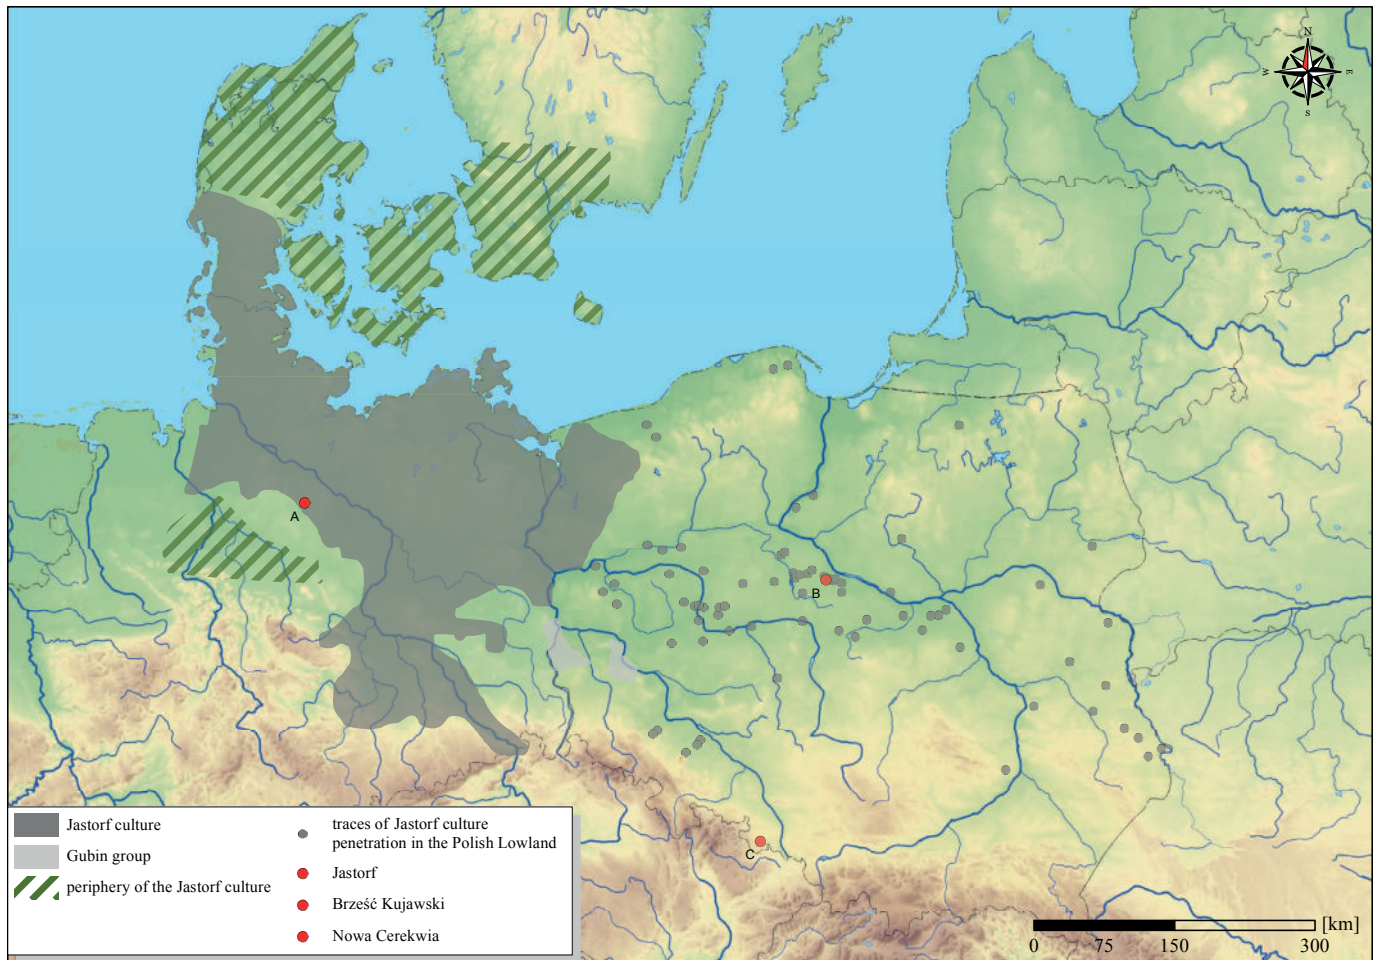 N
W
E
S
A
B
C
Jastorf culture
Gubin group
periphery of the Jastorf culture
traces of Jastorf culture
penetration in the Polish Lowland
Jastorf
Brześć Kujawski
Nowa Cerekwia
[km]
0 75 150 300